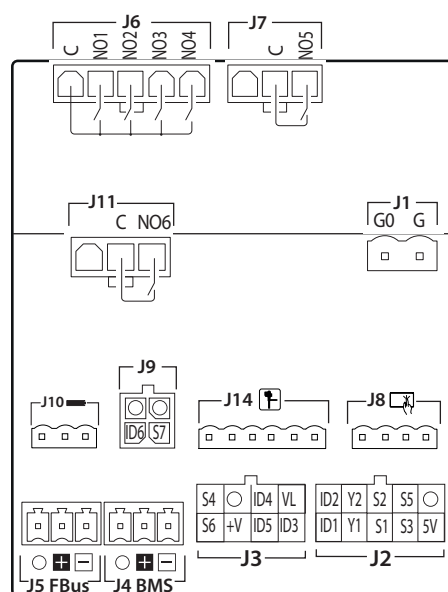 J6 J7
C NO1 NO2 NO3 NO4 C NO5
J11 J1
C NO6 G0 G
J9
J10 J14 J8
ID6 S7
S4 ID4 VL ID2 Y2 S2 S5
S6 +V ID5 ID3 ID1 Y1 S1 S3 5V
J3 J2
J5 FBus J4 BMS